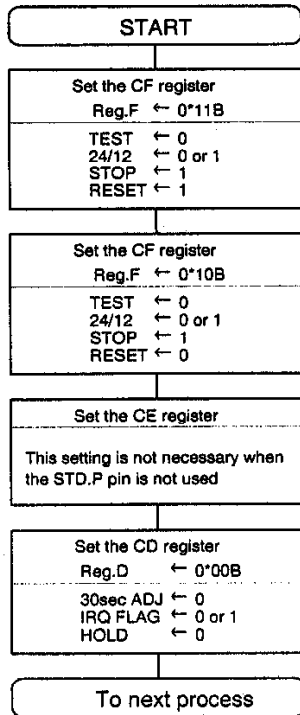 START
Set the CF register
Reg.F ← 0*11B
TEST ← 0
24/12 ← 0 or 1
STOP ← 1
RESET ← 1
Set the CF register
Reg.F ← 0*10B
TEST ← 0
24/12 ← 0 or 1
STOP ← 1
RESET ← 0
Set the CE register
This setting is not necessary when
the STD.P pin is not used
Set the CD register
Reg.D ← 0*00B
30sec ADJ ← 0
IRQ FLAG ← 0 or 1
HOLD ← 0
To next process